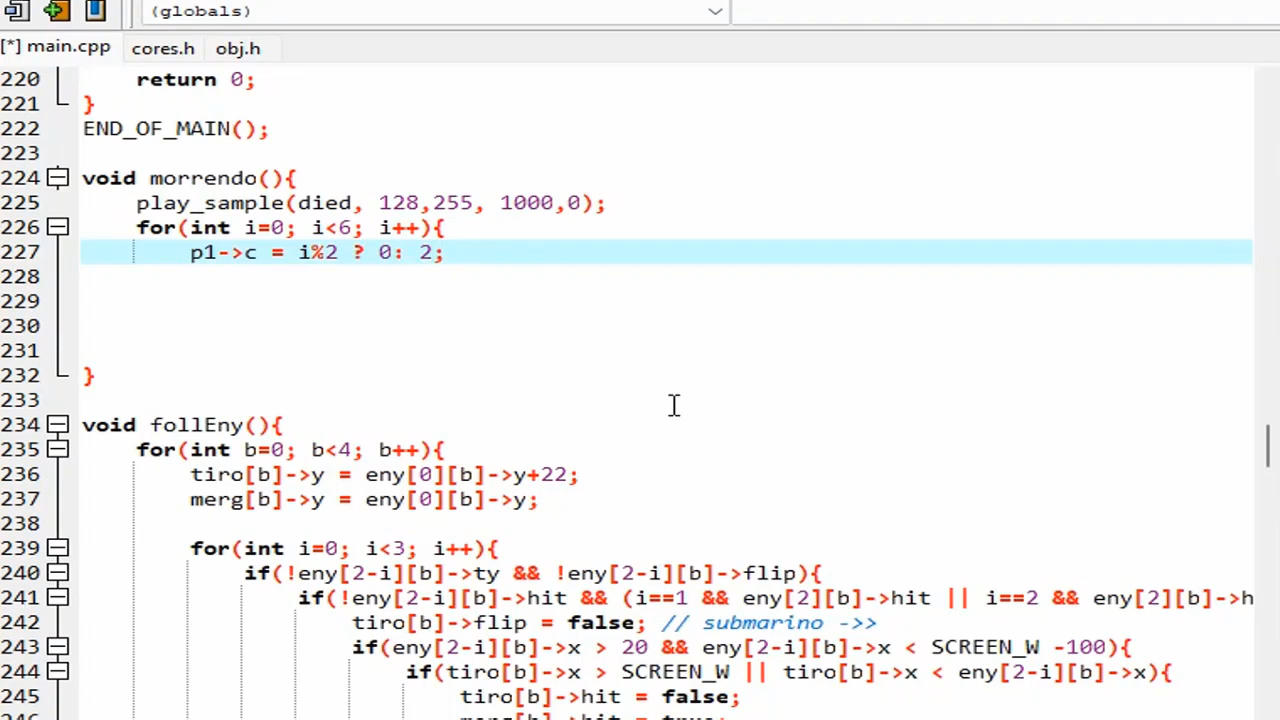 (globals)
[*] main.cpp cores.h obj.h
220 return 0;
221 }
222 END_OF_MAIN();
223
224 void morrendo(){
225 play_sample(died, 128,255, 1000,0);
226 for(int i=0; i<6; i++){
227 p1->c = i%2 ? 0: 2;
228
229
230
231
232 }
233
234 void follEny(){
235 for(int b=0; b<4; b++){
236 tiro[b]->y = eny[0][b]->y+22;
237 merg[b]->y = eny[0][b]->y;
238
239 for(int i=0; i<3; i++){
240 if(!eny[2-i][b]->ty && !eny[2-i][b]->flip){
241 if(!eny[2-i][b]->hit && (i==1 && eny[2][b]->hit || i==2 && eny[2][b]->h
242 tiro[b]->flip = false; // submarino ->>
243 if(eny[2-i][b]->x > 20 && eny[2-i][b]->x < SCREEN_W -100){
244 if(tiro[b]->x > SCREEN_W || tiro[b]->x < eny[2-i][b]->x){
245 tiro[b]->hit = false;
246 merg[b]->hit = true;